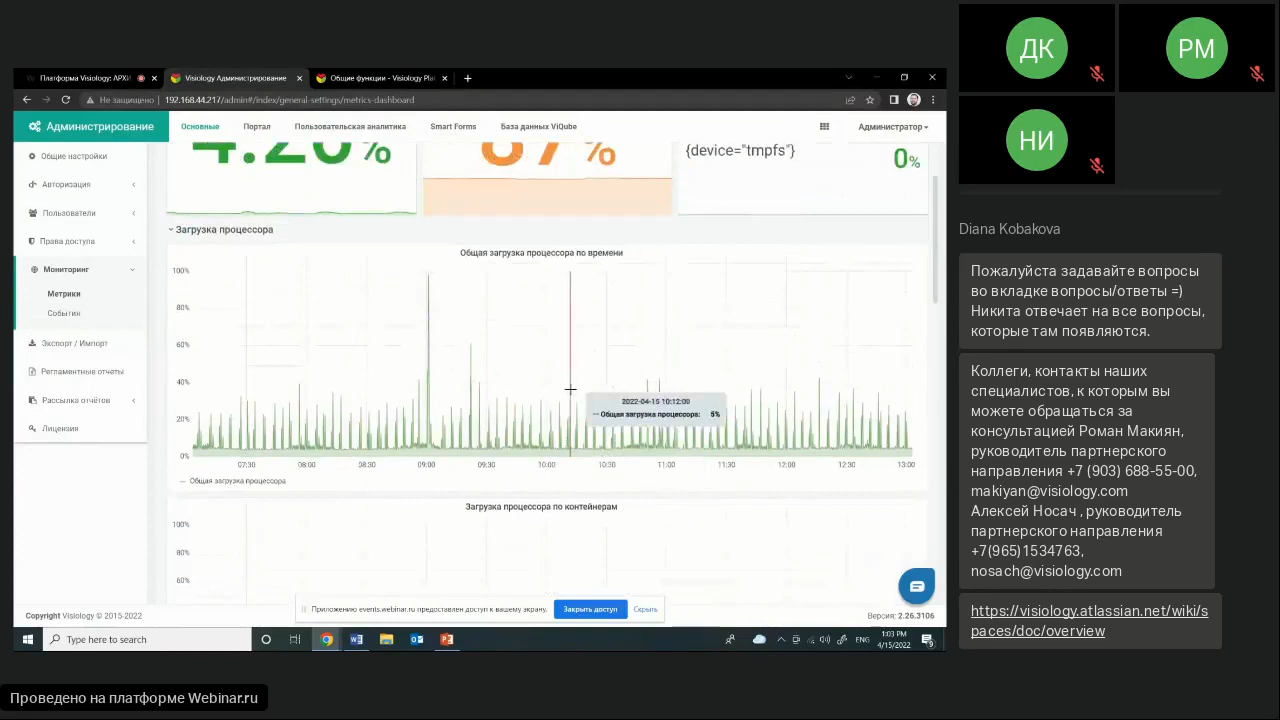 Платформа Visiology: АРХИ
Visiology Администрирование
Общие функции - Visiology Pla
Не защищено
192.168.44.217/admin#/index/general-settings/metrics-dashboard
Администрирование
Основные
Портал
Пользовательская аналитика
Smart Forms
База данных ViQube
Администратор
Общие настройки
Авторизация
Пользователи
Права доступа
Мониторинг
Метрики
События
Экспорт / Импорт
Регламентные отчеты
Рассылка отчётов
Лицензия
4.20%
87%
{device="tmpfs"}
0%
Загрузка процессора
Общая загрузка процессора по времени
100%
80%
60%
40%
20%
0%
07:30 08:00 08:30 09:00 09:30 10:00 10:30 11:00 11:30 12:00 12:30 13:00
2022-04-15 10:12:00
Общая загрузка процессора: 5%
Общая загрузка процессора
Загрузка процессора по контейнерам
100%
80%
60%
Copyright Visiology © 2015-2022
Приложению events.webinar.ru предоставлен доступ к вашему экрану.
Закрыть доступ
Скрыть
Версия: 2.26.3106
Type here to search
ENG
1:03 PM
4/15/2022
Проведено на платформе Webinar.ru
ДК
РМ
НИ
Diana Kobakova
Пожалуйста задавайте вопросы
во вкладке вопросы/ответы =)
Никита отвечает на все вопросы,
которые там появляются.
Коллеги, контакты наших
специалистов, к которым вы
можете обращаться за
консультацией Роман Макиян,
руководитель партнерского
направления +7 (903) 688-55-00,
makiyan@visiology.com
Алексей Носач , руководитель
партнерского направления
+7(965)1534763,
nosach@visiology.com
https://visiology.atlassian.net/wiki/s
paces/doc/overview